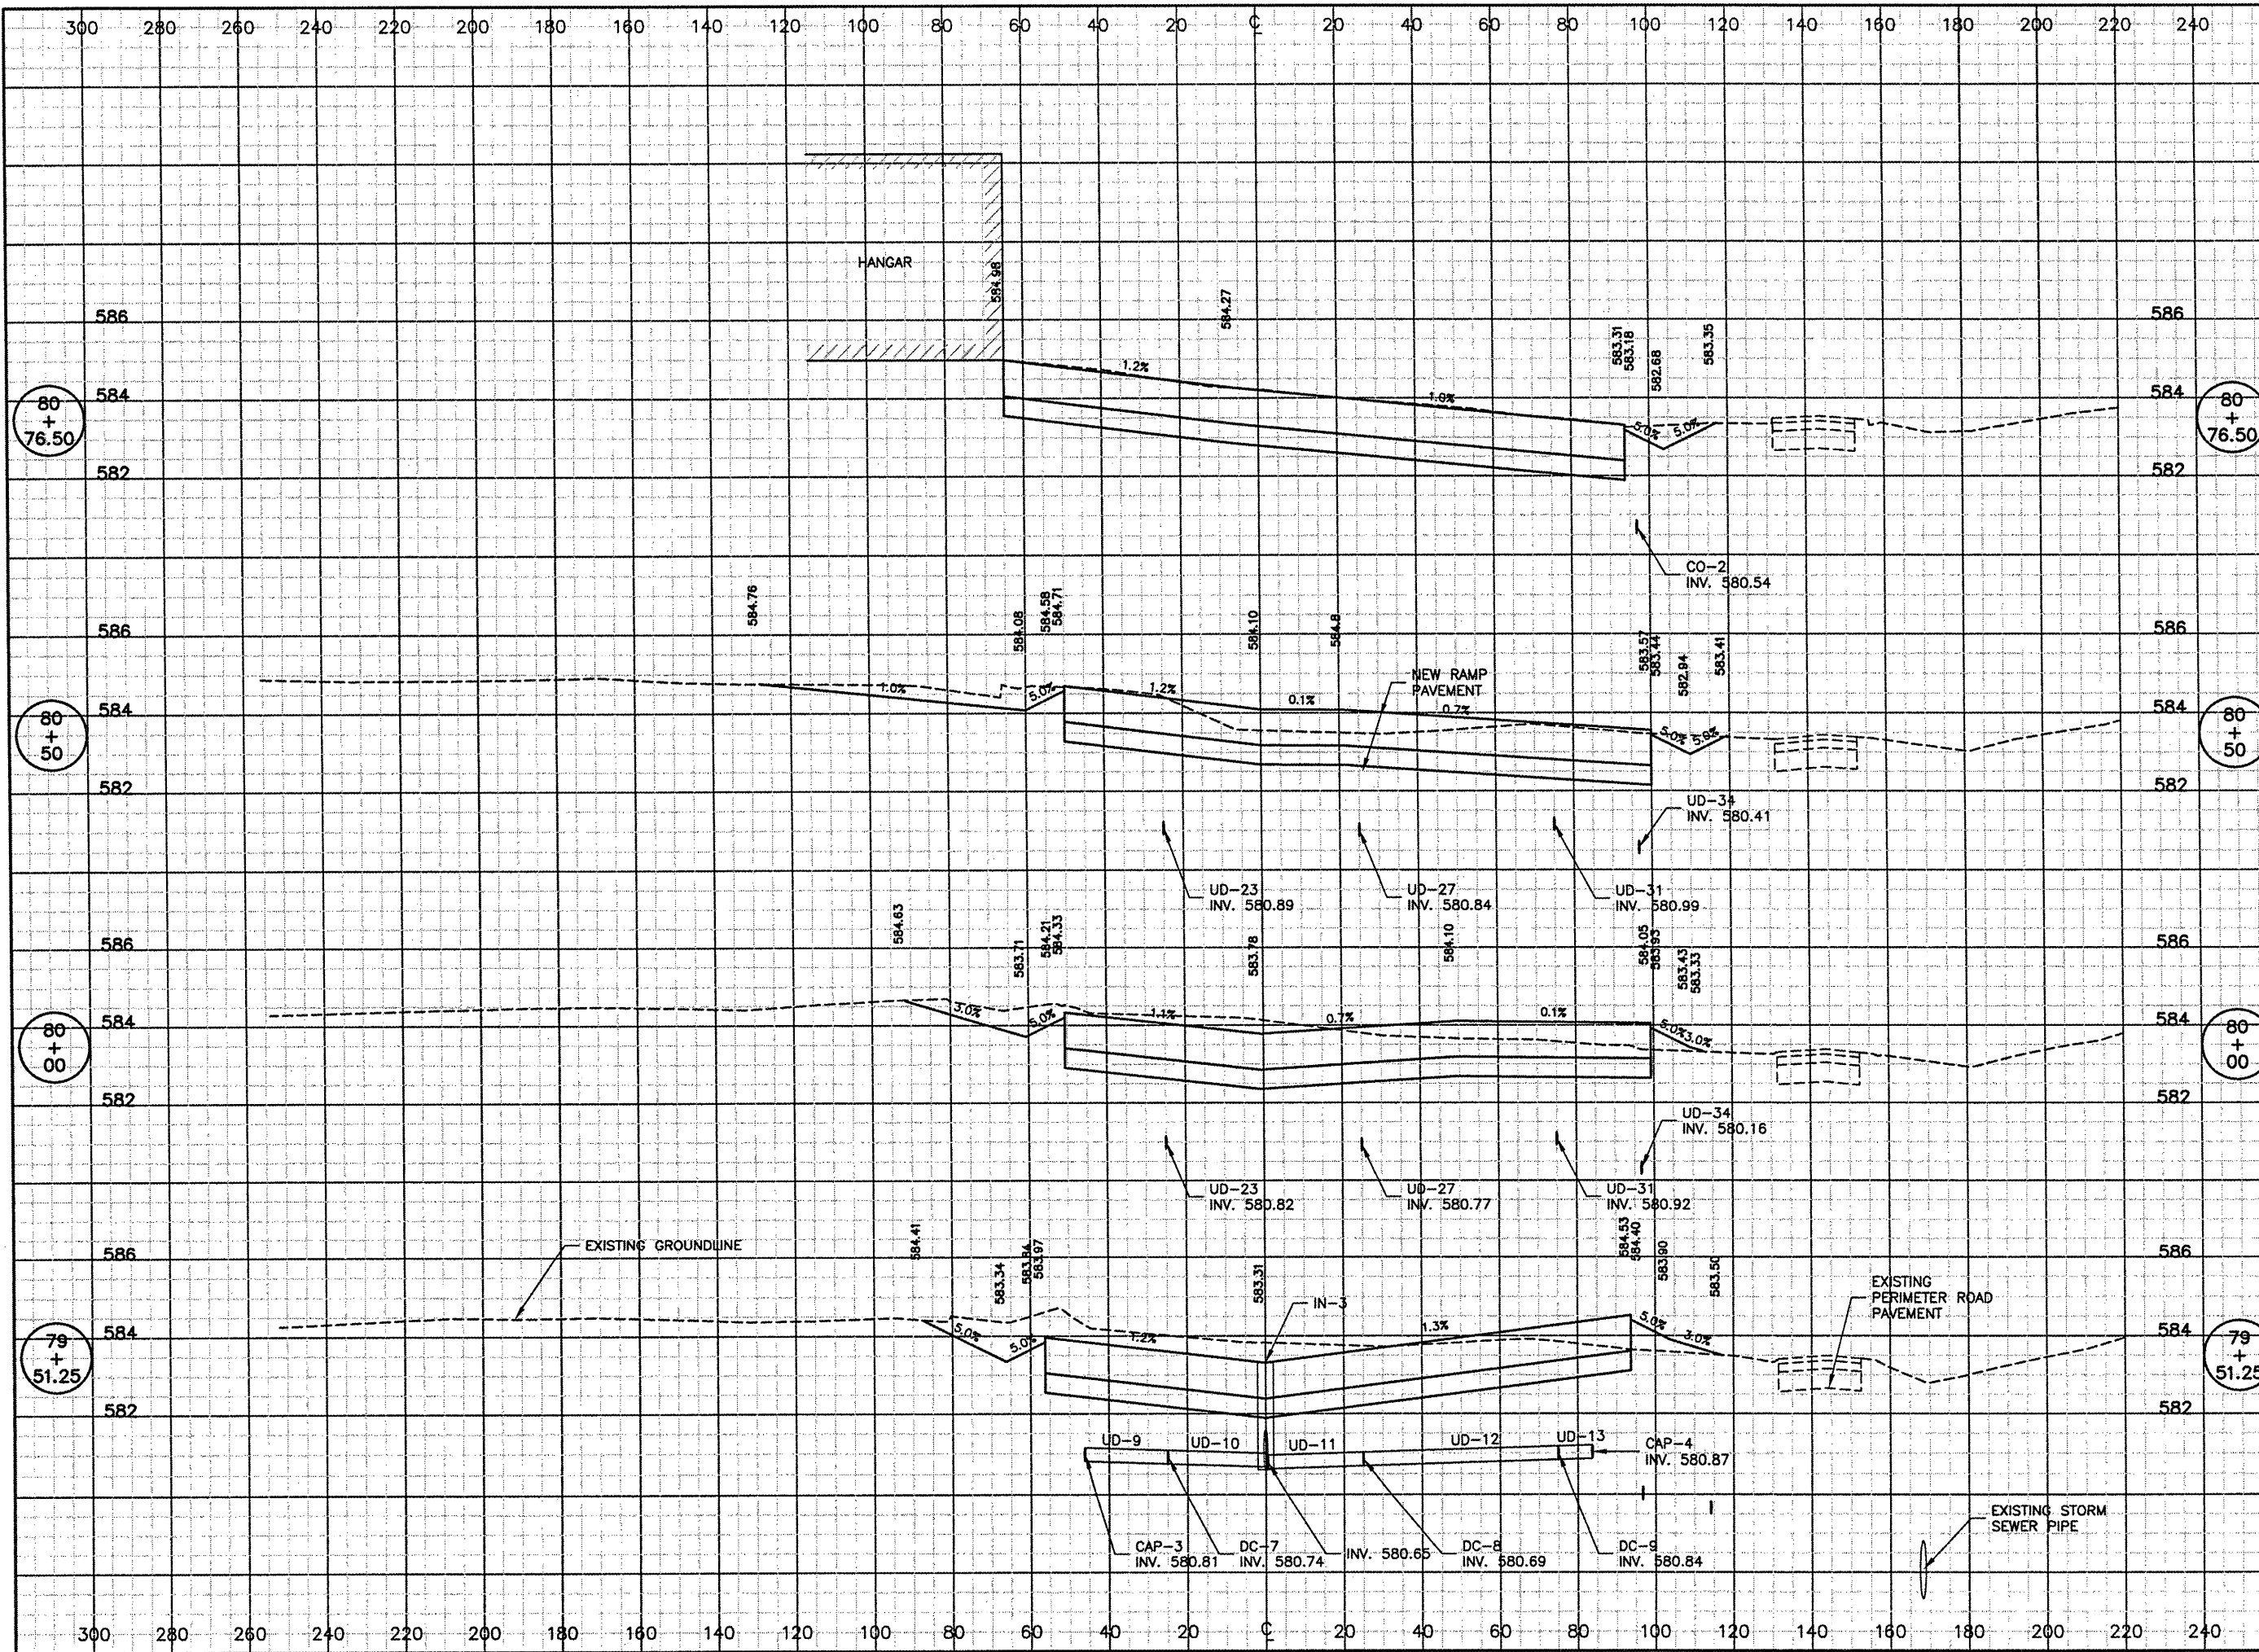 300 280 260 240 220 200 180 160 140 120 100 80 60 40 20 ℄ 20 40 60 80 100 120 140 160 180 200 220 240
HANGAR
584.98
584.27
586
586
583.31
583.18
582.68
583.35
1.2%
1.0%
80
+
76.50
584
584
80
+
76.50
5.0%
5.0%
582
582
CO-2
INV. 580.54
584.76
584.08
584.58
584.71
584.10
584.8
583.57
583.44
582.94
583.41
586
586
NEW RAMP
PAVEMENT
1.0%
5.0%
1.2%
0.1%
0.7%
80
+
50
584
584
80
+
50
5.0%
5.0%
582
582
UD-34
INV. 580.41
UD-23
INV. 580.89
UD-27
INV. 580.84
UD-31
INV. 580.99
584.63
583.71
584.21
584.33
583.78
584.10
584.05
583.93
583.43
583.33
586
586
3.0%
5.0%
1.1%
0.7%
0.1%
5.0%
3.0%
80
+
00
584
584
80
+
00
582
582
UD-34
INV. 580.16
UD-23
INV. 580.82
UD-27
INV. 580.77
UD-31
INV. 580.92
EXISTING GROUNDLINE
584.41
583.34
583.84
583.97
583.31
584.53
584.40
583.90
583.50
586
586
IN-3
EXISTING
PERIMETER ROAD
PAVEMENT
5.0%
5.0%
1.2%
1.3%
5.0%
3.0%
79
+
51.25
584
584
79
+
51.25
582
582
UD-9
UD-10
UD-11
UD-12
UD-13
CAP-4
INV. 580.87
CAP-3
INV. 580.81
DC-7
INV. 580.74
INV. 580.65
DC-8
INV. 580.69
DC-9
INV. 580.84
EXISTING STORM
SEWER PIPE
300 280 260 240 220 200 180 160 140 120 100 80 60 40 20 ℄ 20 40 60 80 100 120 140 160 180 200 220 240